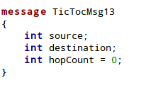 message TicTocMsg13
{
    int source;
    int destination;
    int hopCount = 0;
}